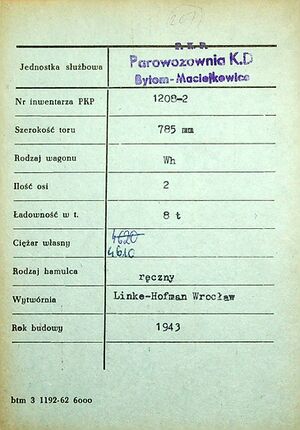 P. K. P.
Jednostka służbowa Parowozownia K.D
Bytom-Maciejkowice
Nr inwentarza PKP 1208-2
Szerokość toru 785 mm
Rodzaj wagonu Wh
Ilość osi 2
Ładowność w t. 8 t
Ciężar własny 4620
4610
Rodzaj hamulca ręczny
Wytwórnia Linke-Hofman Wrocław
Rok budowy 1943
btm 3 1192-62 6000